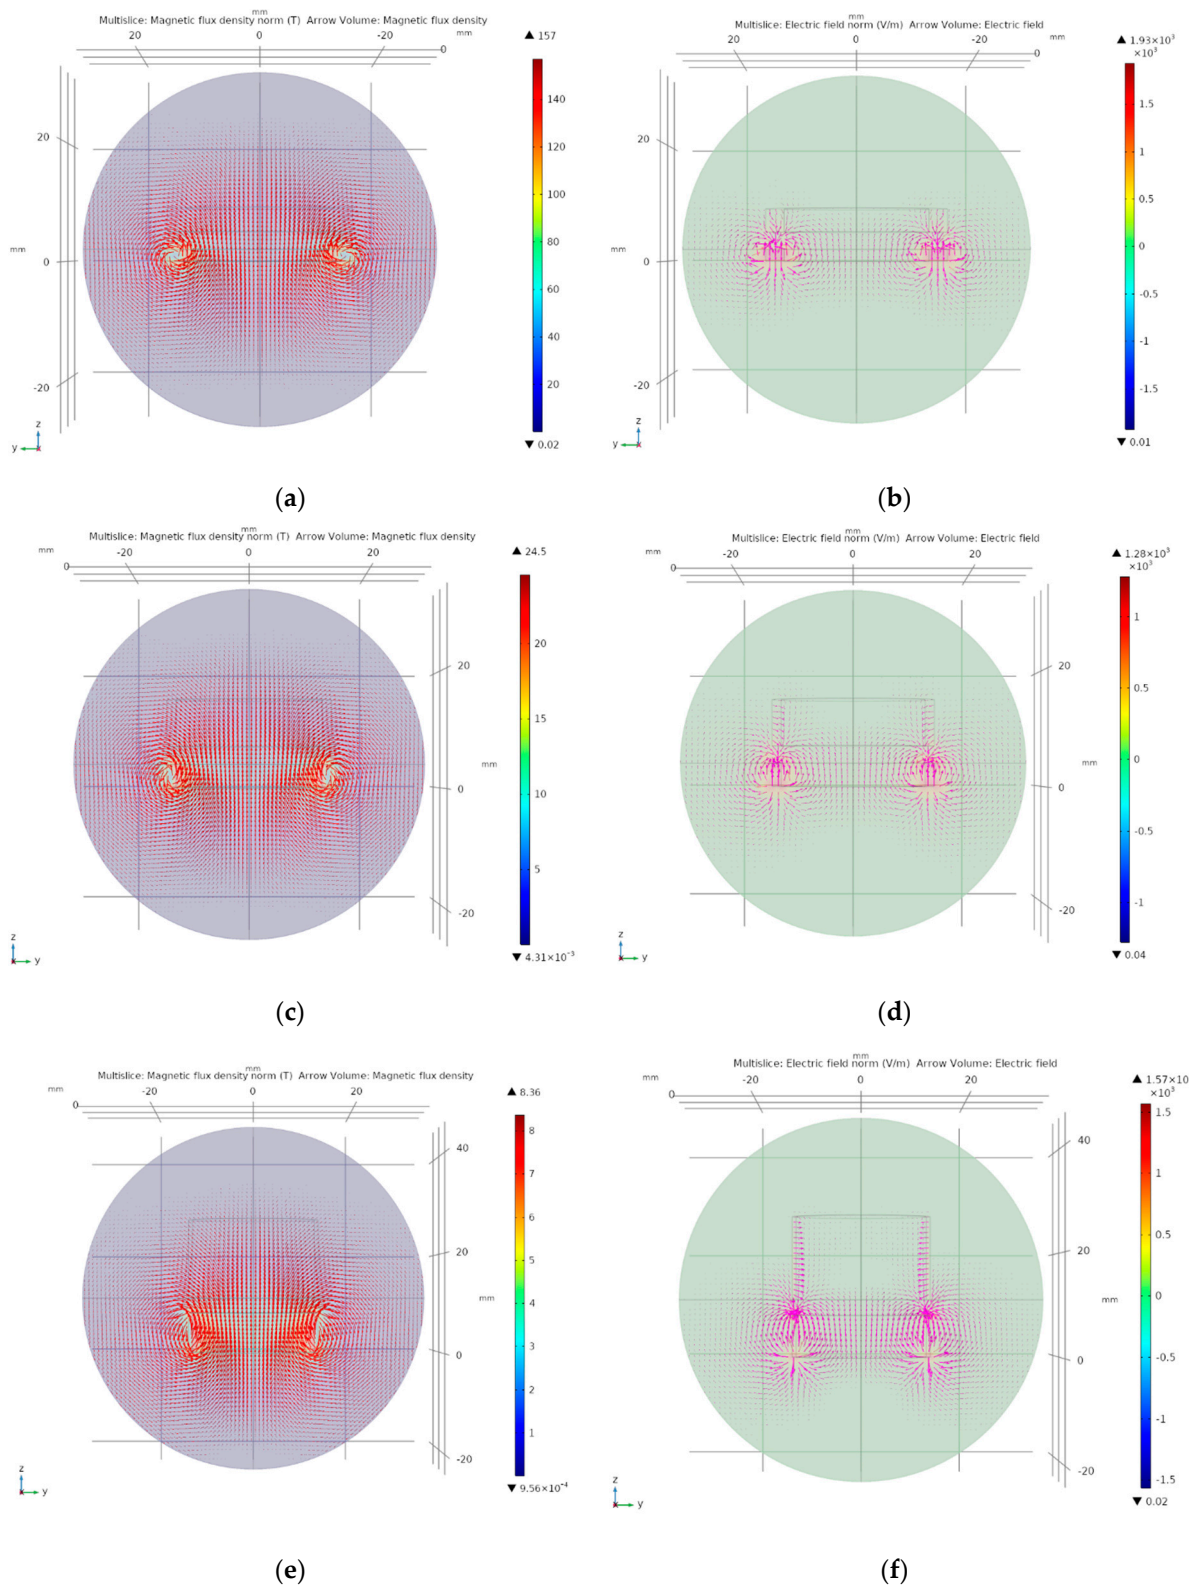 mm
Multislice: Magnetic flux density norm (T) Arrow Volume: Magnetic flux density
20 0 -20 mm 0
▲ 157
140
120
100
80
60
40
20
▼ 0.02
20
mm
0
-20
z
y x
(a)
mm
Multislice: Electric field norm (V/m) Arrow Volume: Electric field
20 0 -20 mm 0
▲ 1.93×10³
×10³
1.5
1
0.5
0
-0.5
-1
-1.5
▼ 0.01
20
mm
0
-20
z
y x
(b)
mm
Multislice: Magnetic flux density norm (T) Arrow Volume: Magnetic flux density
mm -20 0 20
0
▲ 24.5
20
15
10
5
▼ 4.31×10⁻³
20
mm
0
-20
z
x y
(c)
mm
Multislice: Electric field norm (V/m) Arrow Volume: Electric field
mm -20 0 20
0
▲ 1.28×10³
×10³
1
0.5
0
-0.5
-1
▼ 0.04
20
mm
0
-20
z
x y
(d)
mm
Multislice: Magnetic flux density norm (T) Arrow Volume: Magnetic flux density
mm -20 0 20
0
▲ 8.36
8
7
6
5
4
3
2
1
▼ 9.56×10⁻⁴
40
20
mm
0
-20
z
x y
(e)
mm
Multislice: Electric field norm (V/m) Arrow Volume: Electric field
mm -20 0 20
0
▲ 1.57×10
×10³
1.5
1
0.5
0
-0.5
-1
-1.5
▼ 0.02
40
20
mm
0
-20
z
x y
(f)